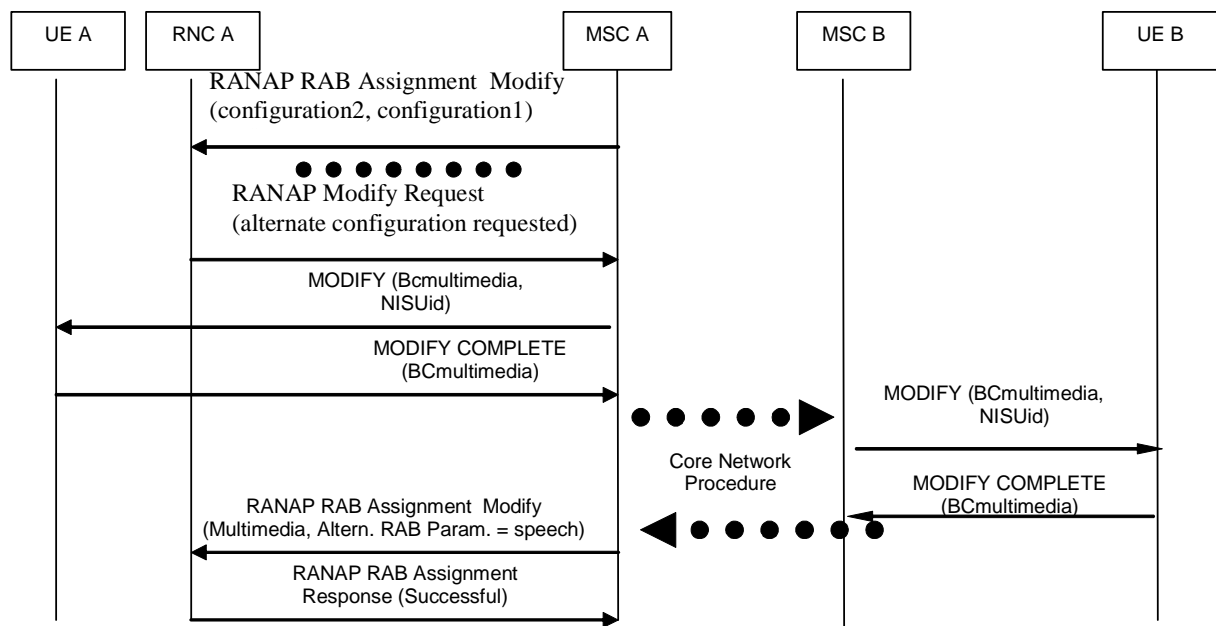 UE A
RNC A
MSC A
MSC B
UE B
RANAP RAB Assignment Modify
(configuration2, configuration1)
RANAP Modify Request
(alternate configuration requested)
MODIFY (Bcmultimedia,
NISUid)
MODIFY COMPLETE
(BCmultimedia)
MODIFY (BCmultimedia,
NISUid)
Core Network
Procedure
MODIFY COMPLETE
(BCmultimedia)
RANAP RAB Assignment Modify
(Multimedia, Altern. RAB Param. = speech)
RANAP RAB Assignment
Response (Successful)